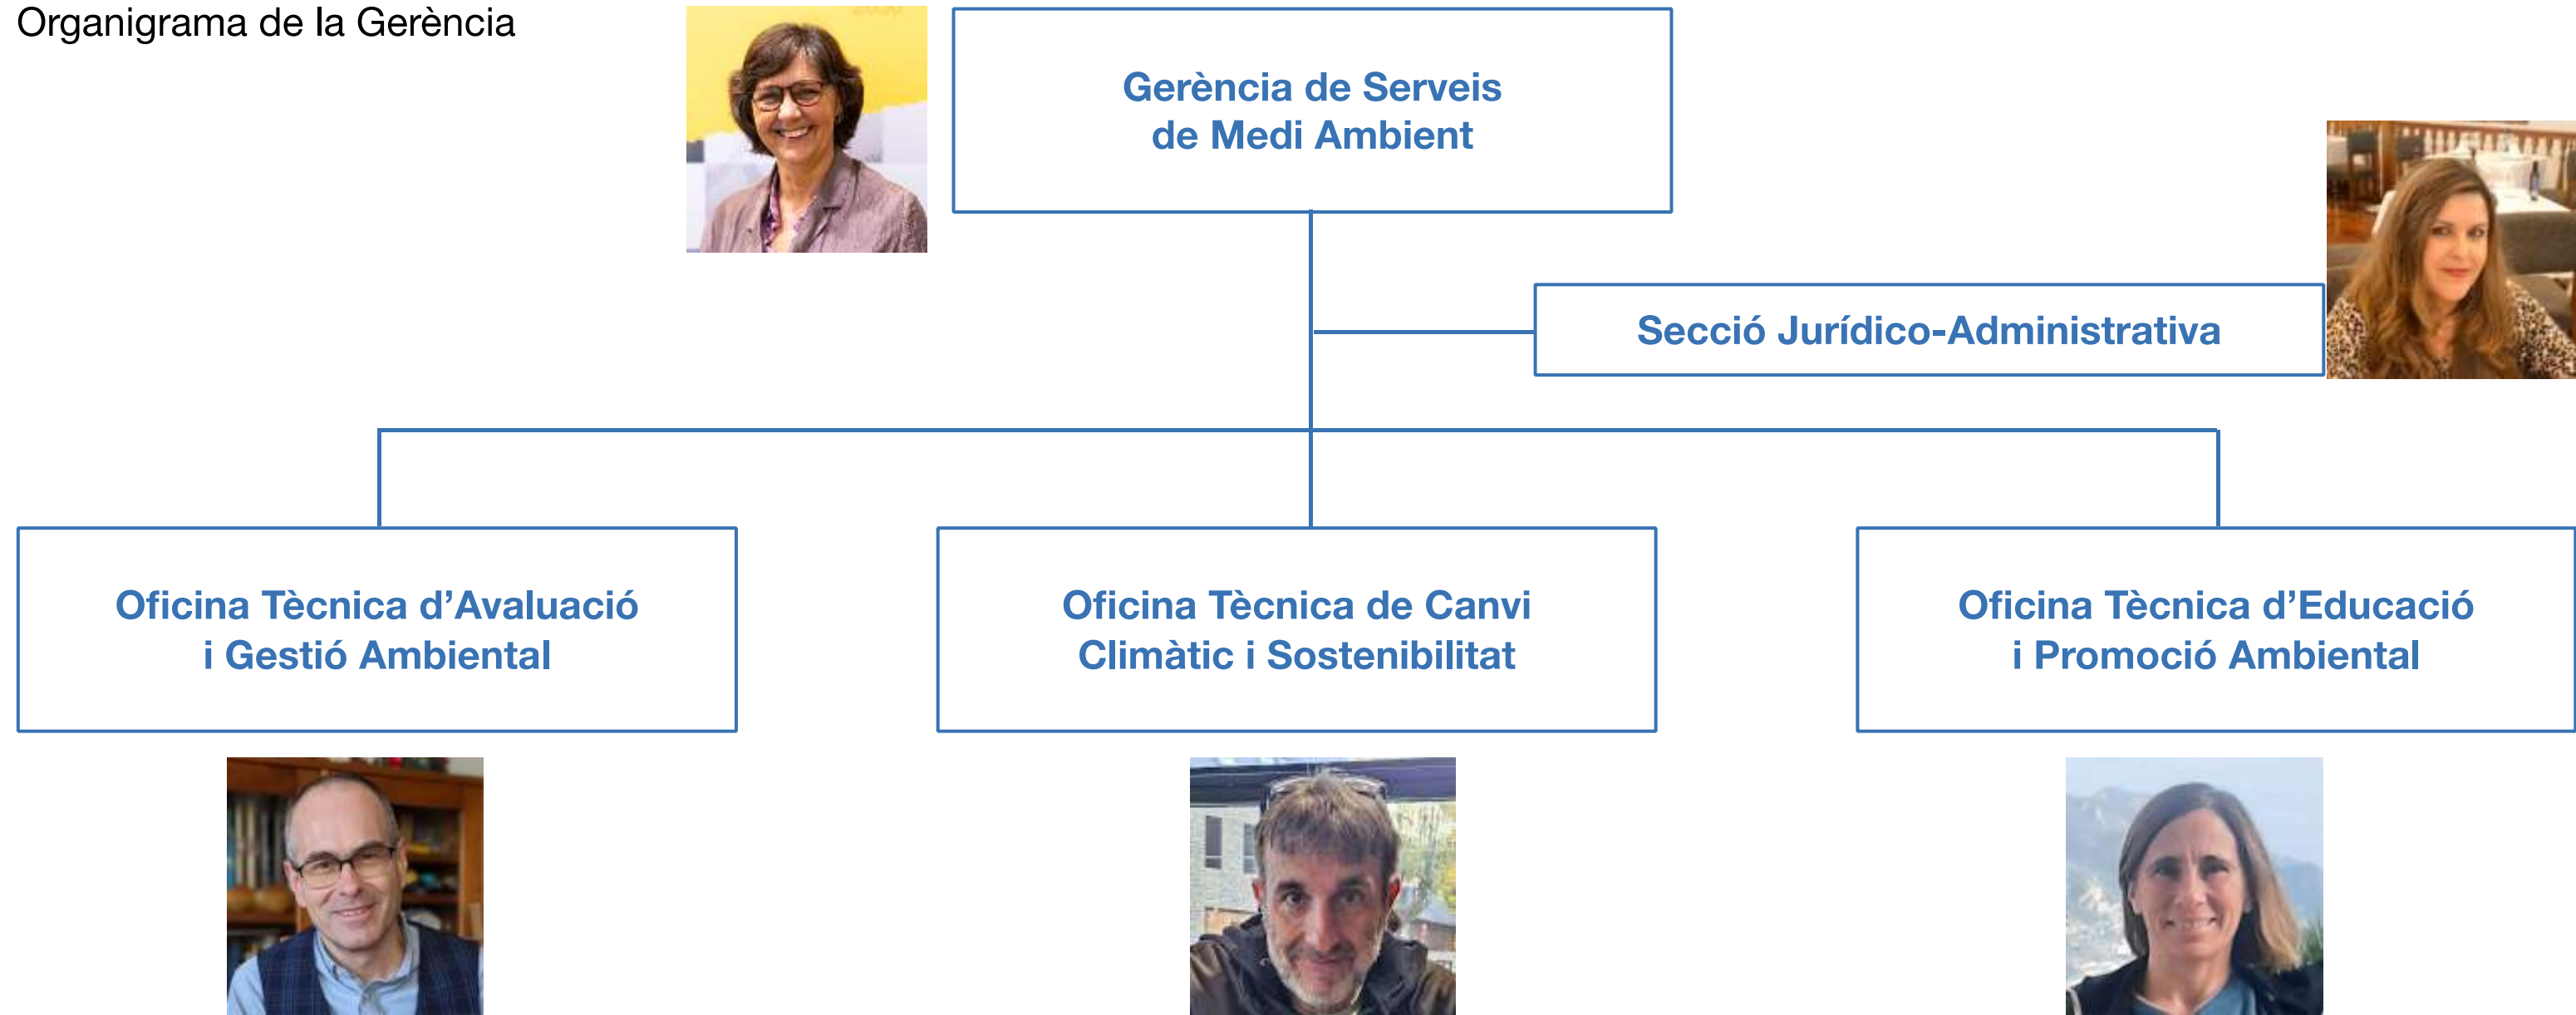 Organigrama de la Gerència
Gerència de Serveis
de Medi Ambient
Secció Jurídico-Administrativa
Oficina Tècnica d’Avaluació
i Gestió Ambiental
Oficina Tècnica de Canvi
Climàtic i Sostenibilitat
Oficina Tècnica d’Educació
i Promoció Ambiental